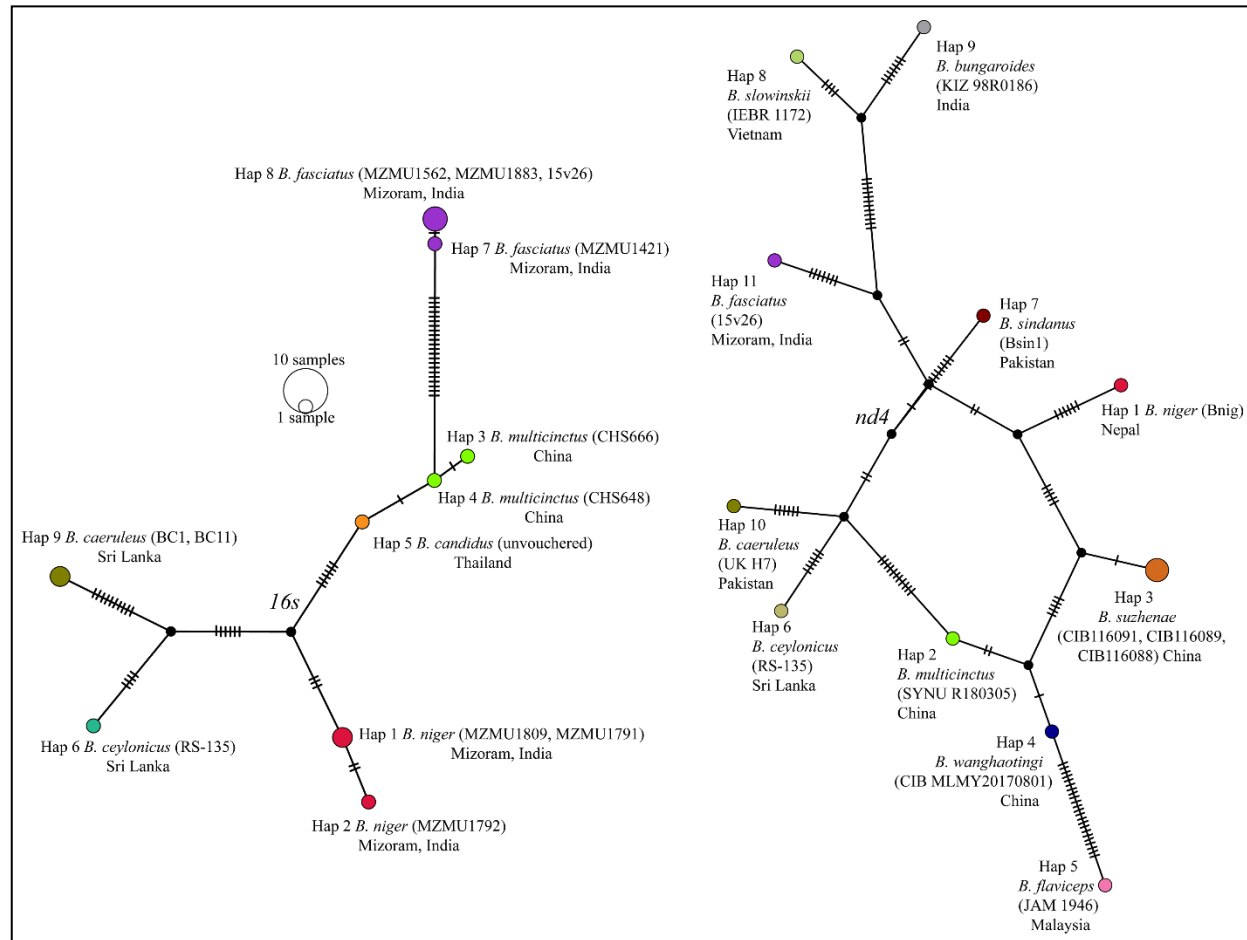 Hap 8 B. fasciatus (MZMU1562, MZMU1883, 15v26)
Mizoram, India
Hap 7 B. fasciatus (MZMU1421)
Mizoram, India
10 samples
1 sample
Hap 3 B. multicinctus (CHS666)
China
Hap 4 B. multicinctus (CHS648)
China
Hap 5 B. candidus (unvouchered)
Thailand
Hap 9 B. caeruleus (BC1, BC11)
Sri Lanka
16s
Hap 6 B. ceylonicus (RS-135)
Sri Lanka
Hap 1 B. niger (MZMU1809, MZMU1791)
Mizoram, India
Hap 2 B. niger (MZMU1792)
Mizoram, India
Hap 9
B. bungaroides
(KIZ 98R0186)
India
Hap 8
B. slowinskii
(IEBR 1172)
Vietnam
Hap 11
B. fasciatus
(15v26)
Mizoram, India
Hap 7
B. sindanus
(Bsin1)
Pakistan
nd4
Hap 1 B. niger (Bnig)
Nepal
Hap 10
B. caeruleus
(UK H7)
Pakistan
Hap 6
B. ceylonicus
(RS-135)
Sri Lanka
Hap 2
B. multicinctus
(SYNU R180305)
China
Hap 3
B. suzhenae
(CIB116091, CIB116089,
CIB116088) China
Hap 4
B. wanghaotingi
(CIB MLMY20170801)
China
Hap 5
B. flaviceps
(JAM 1946)
Malaysia